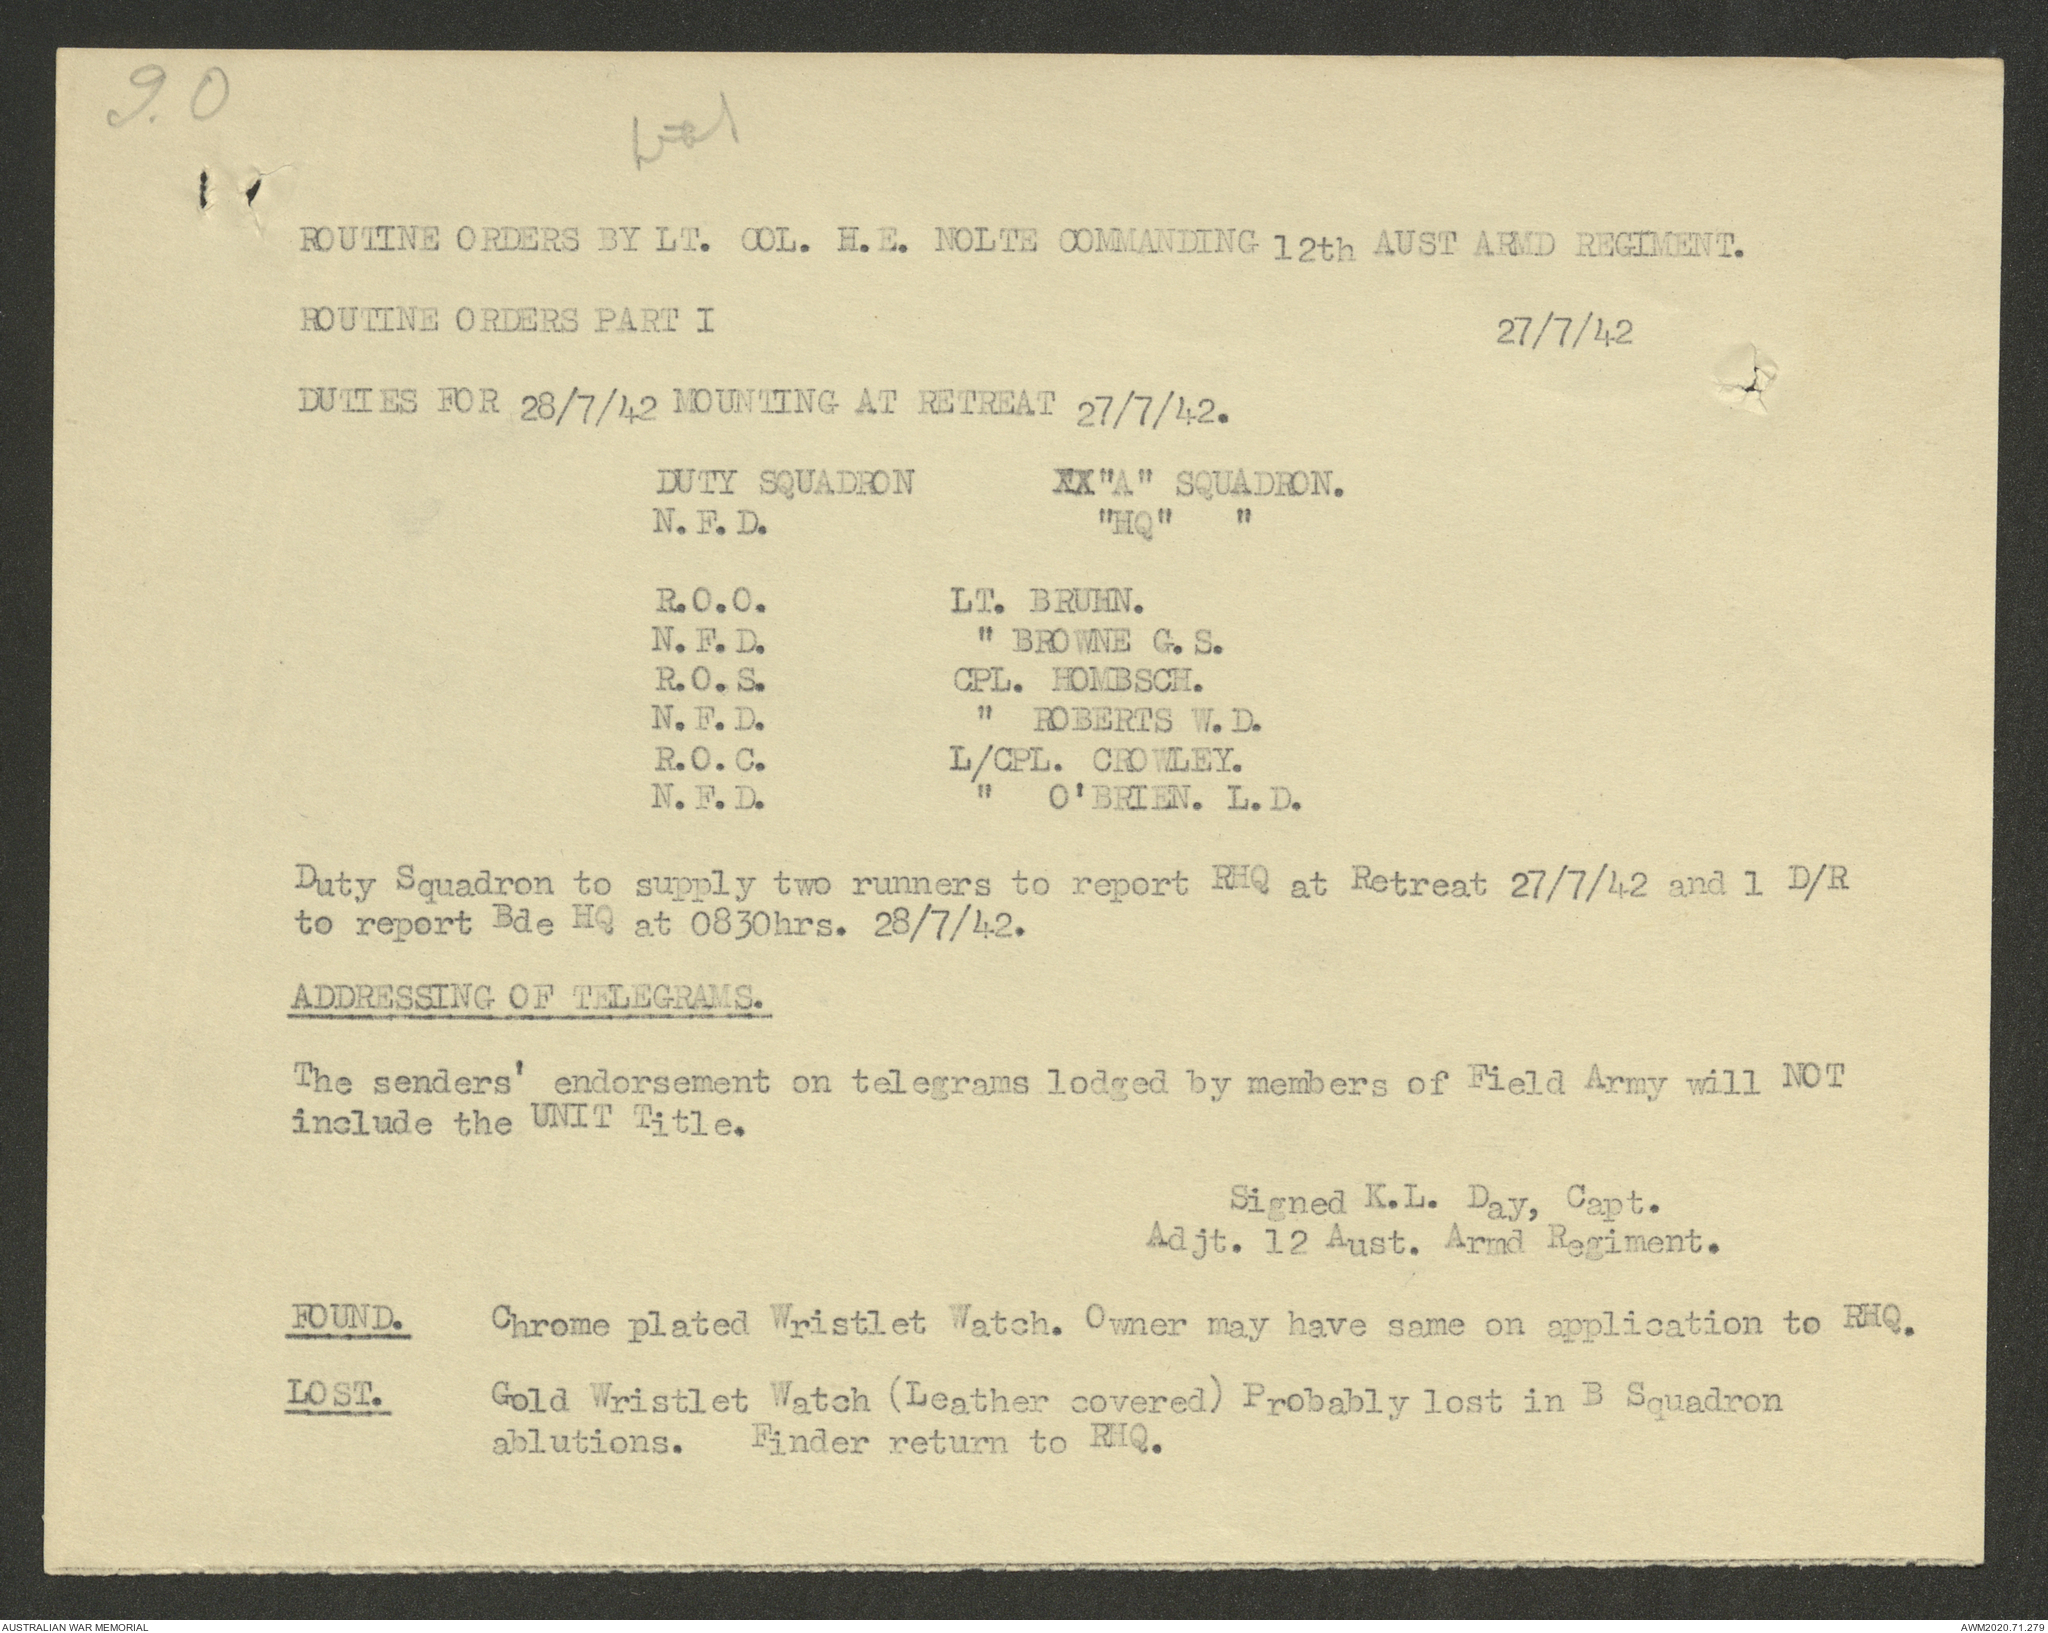 90
ROUTINE ORDERS BY LT. COL. H.E. NOLTE COMMANDING 12th AUST ARMD REGIMENT.
ROUTINE ORDERS PART I 27/7/42
DUTIES FOR 28/7/42 MOUNTING AT RETREAT 27/7/42.
DUTY SQUADRON XX"A" SQUADRON.
N.F.D. "HQ" "
R.O.O. LT. BRUHN.
N.F.D. " BROWNE G.S.
R.O.S. CPL. HOMBSCH.
N.F.D. " ROBERTS W.D.
R.O.C. L/CPL. CROWLEY.
N.F.D. " O'BRIEN. L.D.
Duty Squadron to supply two runners to report RHQ at Retreat 27/7/42 and 1 D/R
to report Bde HQ at 0830hrs. 28/7/42.
ADDRESSING OF TELEGRAMS.
The senders' endorsement on telegrams lodged by members of Field Army will NOT
include the UNIT Title.
Signed K.L. Day, Capt.
Adjt. 12 Aust. Armd Regiment.
FOUND. Chrome plated Wristlet Watch. Owner may have same on application to RHQ.
LOST. Gold Wristlet Watch (Leather covered) Probably lost in B Squadron
ablutions. Finder return to RHQ.
AUSTRALIAN WAR MEMORIAL AWM2020.71.279